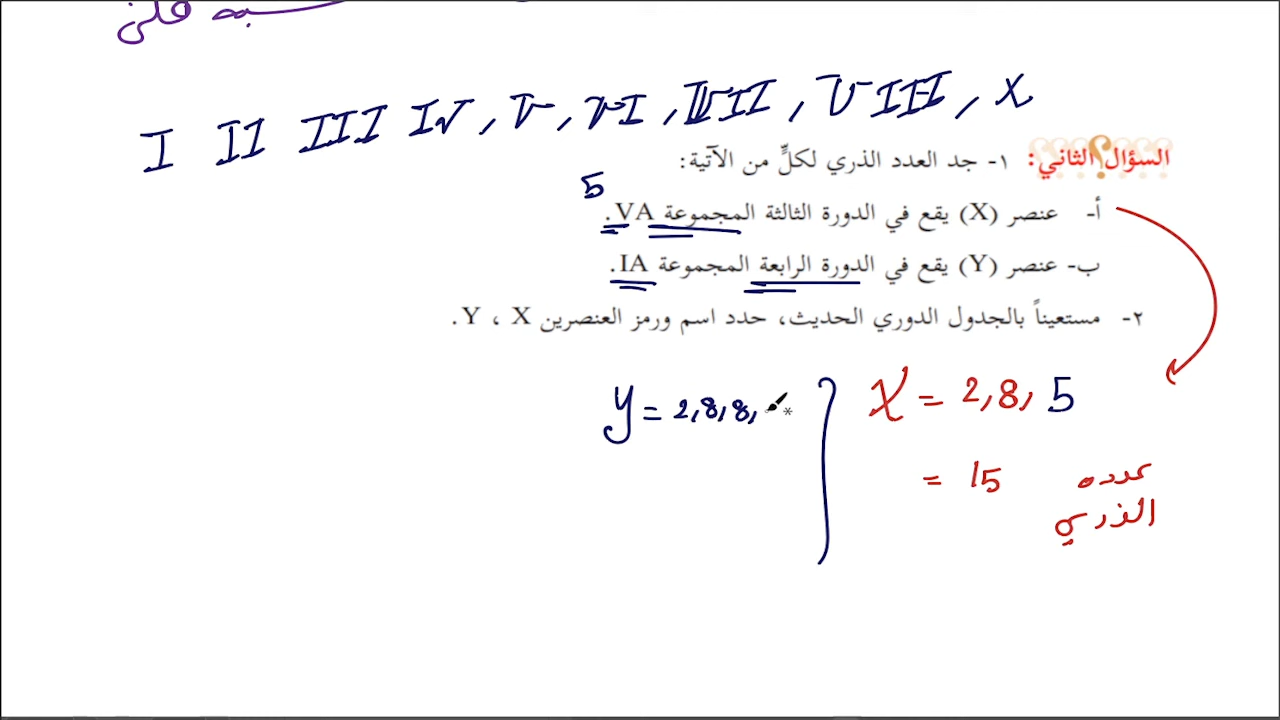 شبه فلز
I II III IV , V , VI , VII , VIII , X
السؤال الثاني: ١- جد العدد الذري لكلٍّ من الآتية:
5
أ- عنصر (X) يقع في الدورة الثالثة المجموعة VA.
ب- عنصر (Y) يقع في الدورة الرابعة المجموعة IA.
٢- مستعيناً بالجدول الدوري الحديث، حدد اسم ورمز العنصرين X ، Y.
X = 2,8,5
= 15 عدده
الذري
y = 2,8,8,